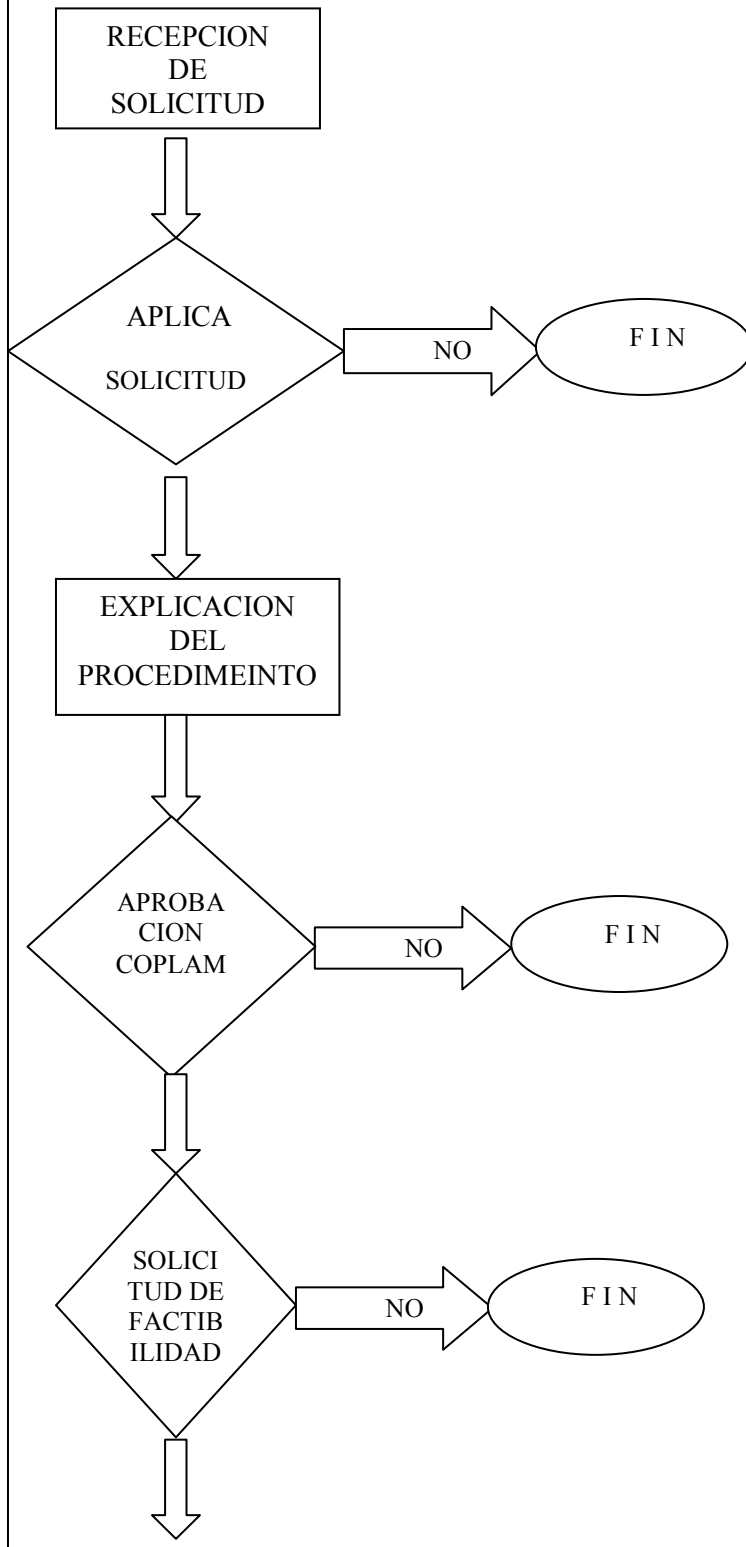 RECEPCION
DE
SOLICITUD
APLICA
SOLICITUD
NO
F I N
EXPLICACION
DEL
PROCEDIMEINTO
APROBA
CION
COPLAM
NO
F I N
SOLICI
TUD DE
FACTIB
ILIDAD
NO
F I N